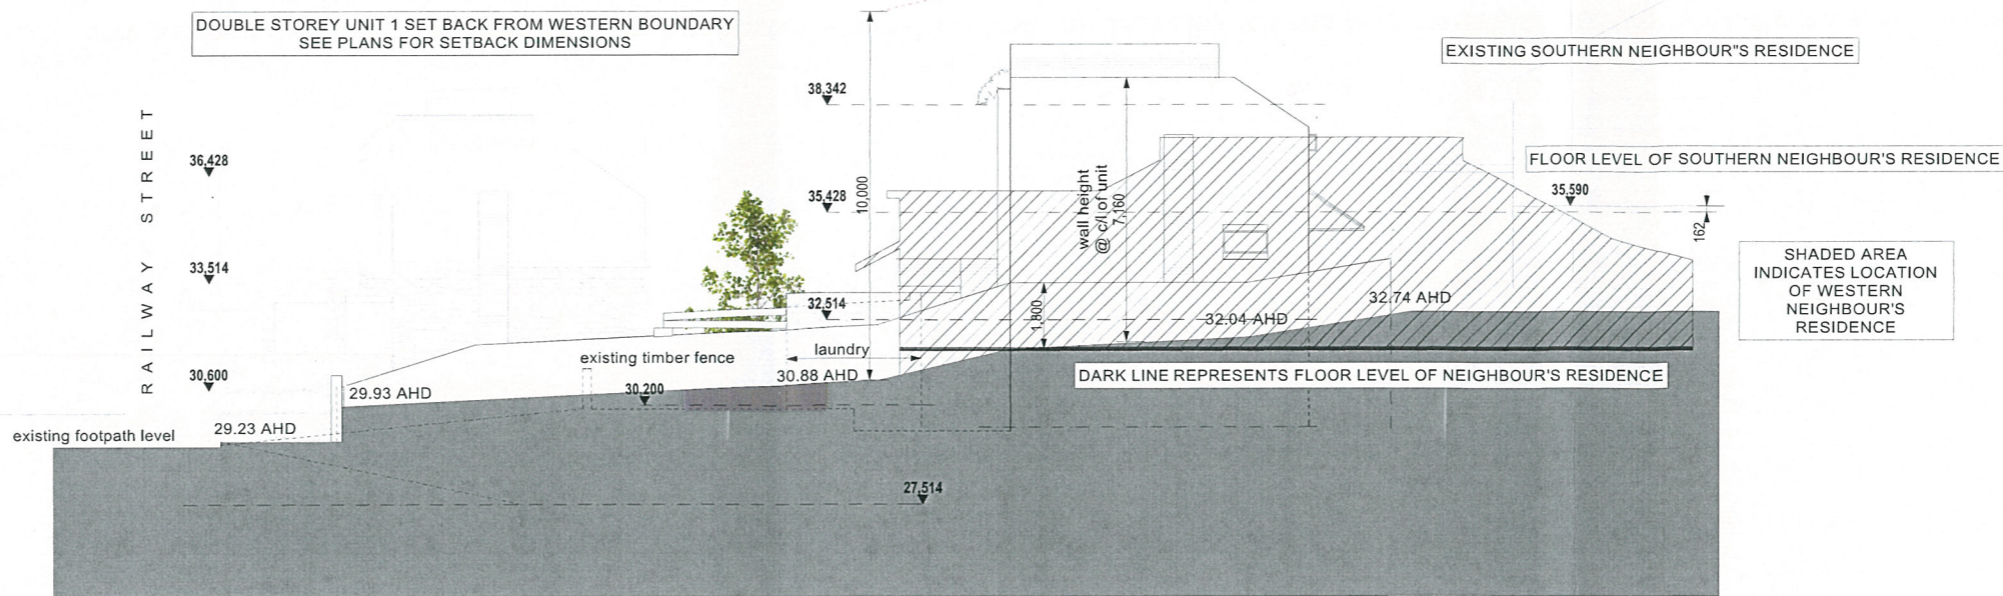 DOUBLE STOREY UNIT 1 SET BACK FROM WESTERN BOUNDARY
SEE PLANS FOR SETBACK DIMENSIONS
EXISTING SOUTHERN NEIGHBOUR"S RESIDENCE
RAILWAY STREET
38,342
36,428
FLOOR LEVEL OF SOUTHERN NEIGHBOUR'S RESIDENCE
35,428
10,000
wall height
@ c/l of unit
7,160
35,590
162
SHADED AREA
INDICATES LOCATION
OF WESTERN
NEIGHBOUR'S
RESIDENCE
33,514
32,514
1,800
32.04 AHD
32.74 AHD
existing timber fence
laundry
30,600
29.93 AHD
30,200
30.88 AHD
DARK LINE REPRESENTS FLOOR LEVEL OF NEIGHBOUR'S RESIDENCE
existing footpath level
29.23 AHD
27,514